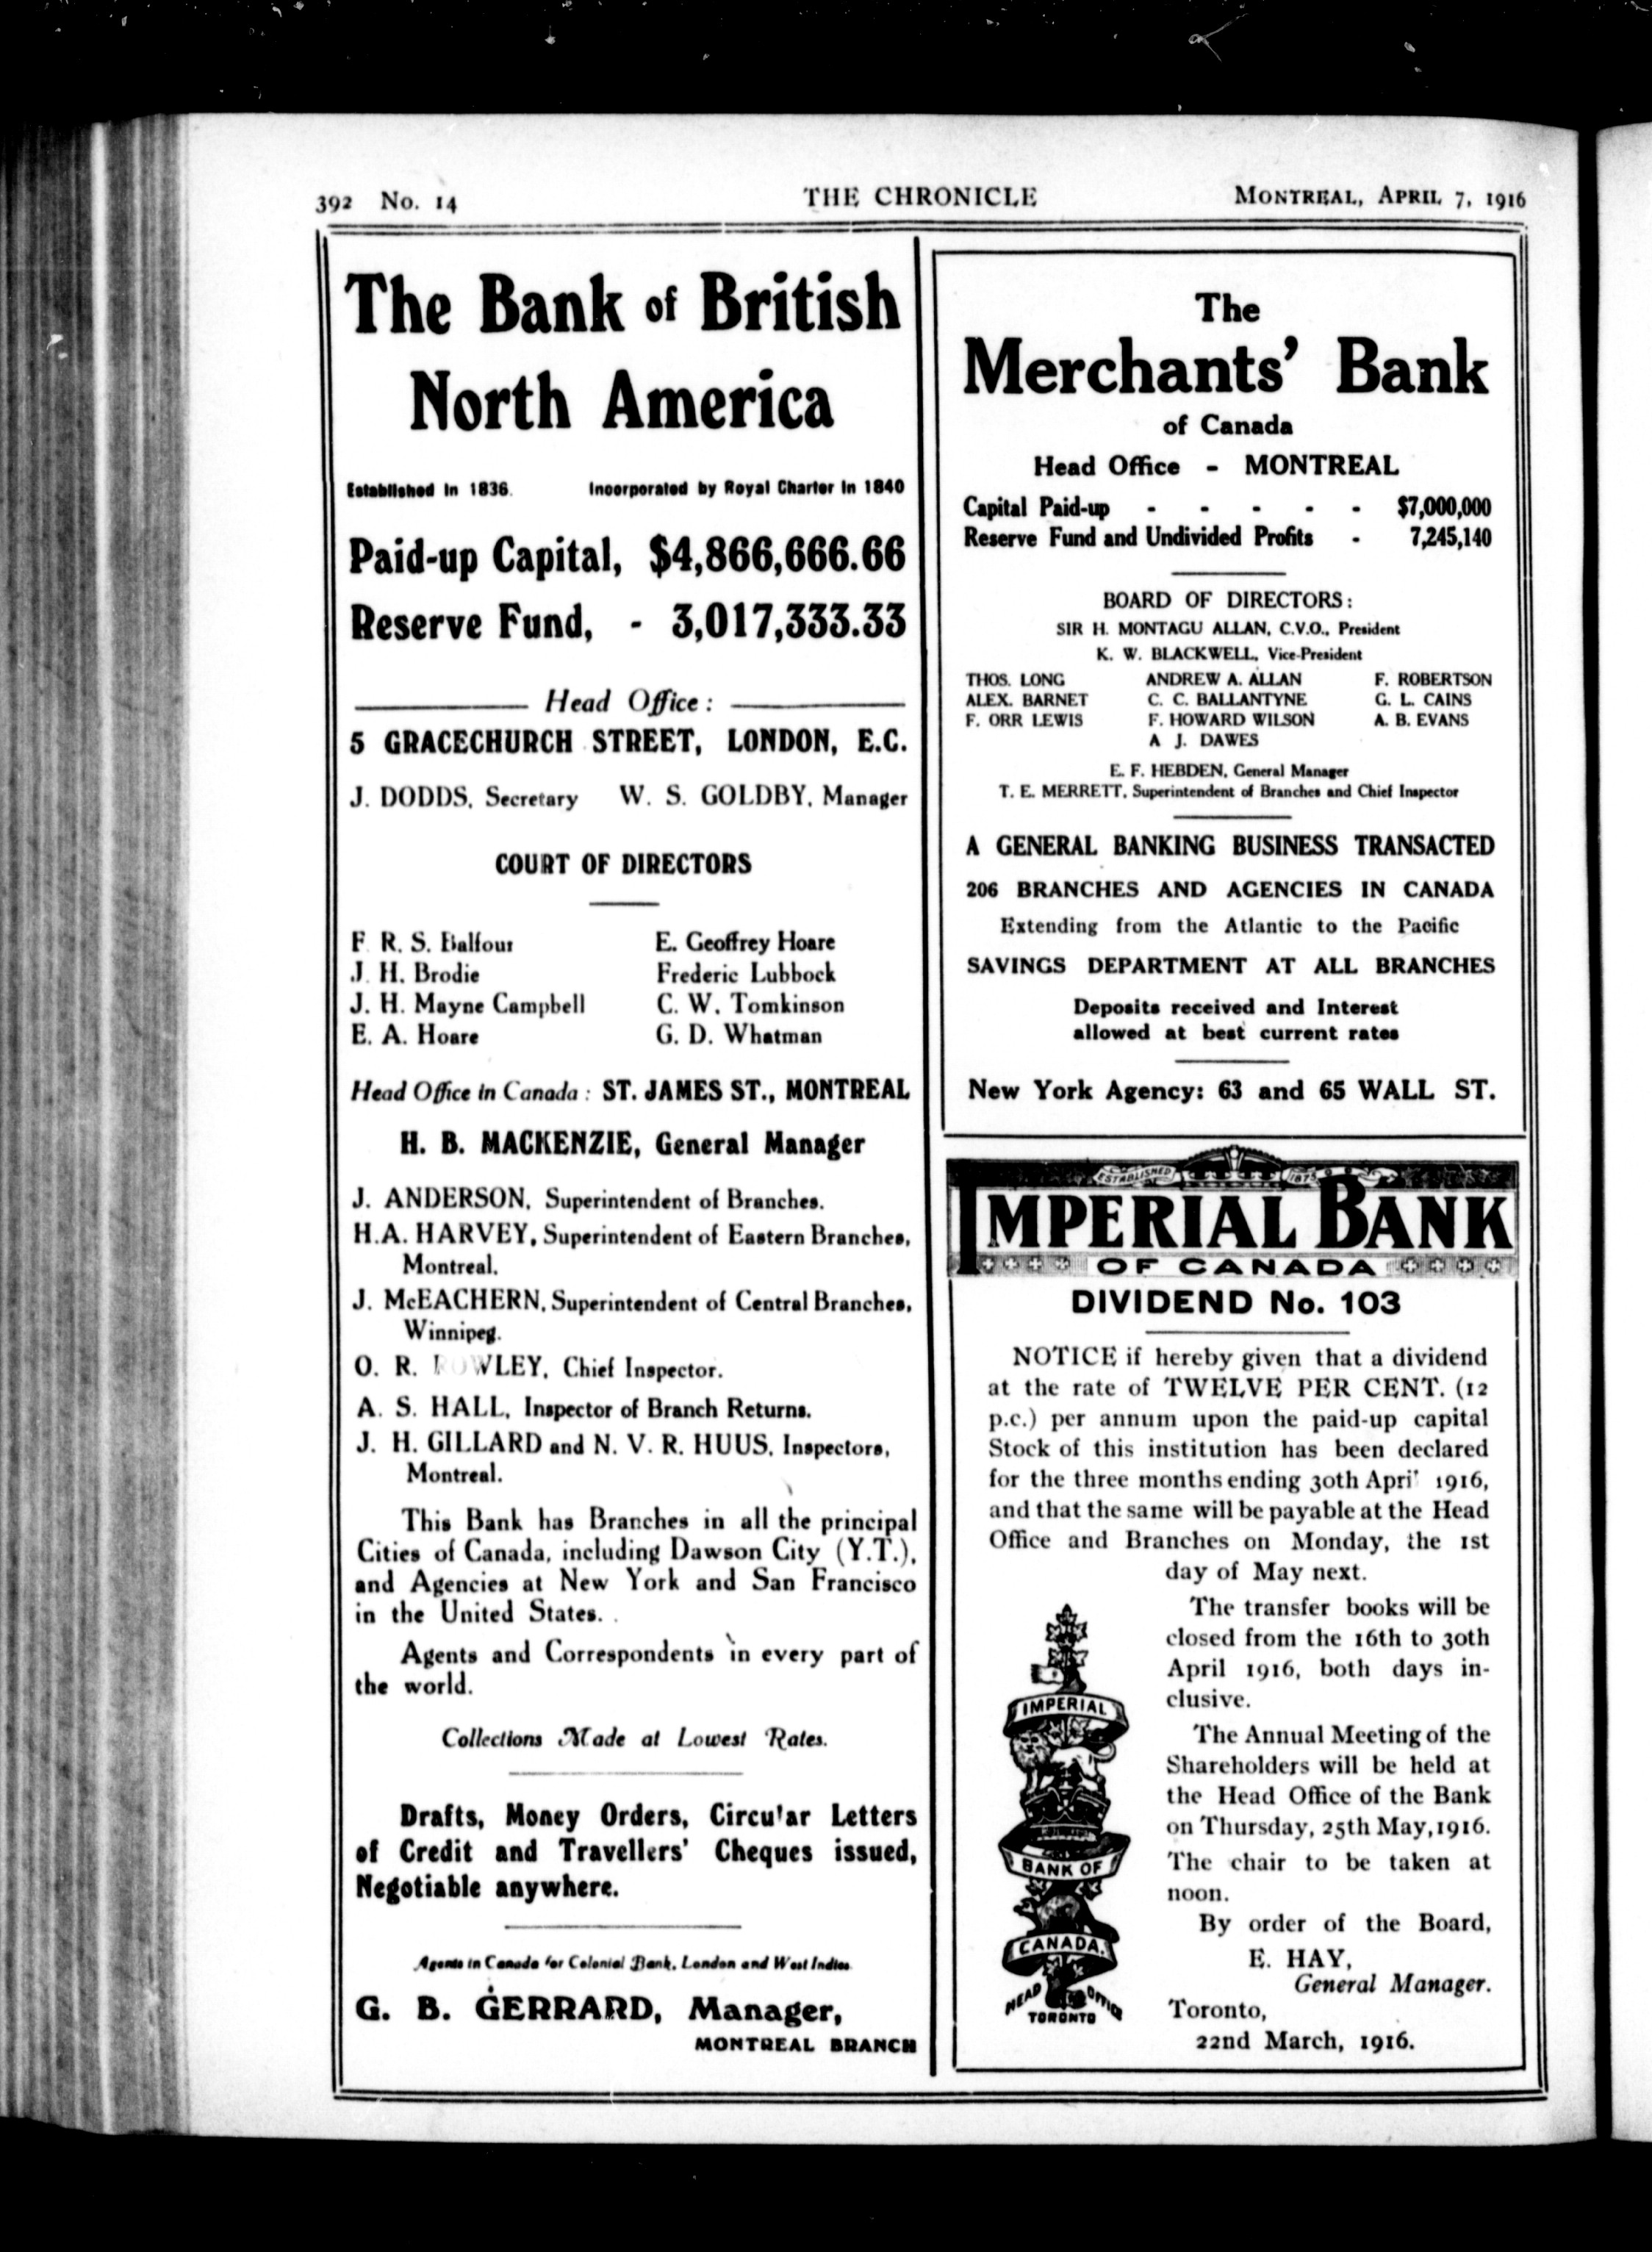 392 No. 14
THE CHRONICLE
MONTREAL, APRIL 7, 1916
The Bank of British
North America
Established in 1836.
Incorporated by Royal Charter in 1840
Paid-up Capital, $4,866,666.66
Reserve Fund, - 3,017,333.33
Head Office:
5 GRACECHURCH STREET, LONDON, E.C.
J. DODDS, Secretary W. S. GOLDBY, Manager
COURT OF DIRECTORS
F. R. S. Balfour E. Geoffrey Hoare
J. H. Brodie Frederic Lubbock
J. H. Mayne Campbell C. W. Tomkinson
E. A. Hoare G. D. Whatman
Head Office in Canada: ST. JAMES ST., MONTREAL
H. B. MACKENZIE, General Manager
J. ANDERSON, Superintendent of Branches.
H.A. HARVEY, Superintendent of Eastern Branches,
Montreal.
J. McEACHERN, Superintendent of Central Branches,
Winnipeg.
O. R. ROWLEY, Chief Inspector.
A. S. HALL, Inspector of Branch Returns.
J. H. GILLARD and N. V. R. HUUS, Inspectors,
Montreal.
This Bank has Branches in all the principal
Cities of Canada, including Dawson City (Y.T.),
and Agencies at New York and San Francisco
in the United States.
Agents and Correspondents in every part of
the world.
Collections Made at Lowest Rates.
Drafts, Money Orders, Circular Letters
of Credit and Travellers' Cheques issued,
Negotiable anywhere.
Agents in Canada for Colonial Bank, London and West Indies.
G. B. GERRARD, Manager,
MONTREAL BRANCH
The
Merchants' Bank
of Canada
Head Office - MONTREAL
Capital Paid-up - - - - - $7,000,000
Reserve Fund and Undivided Profits - 7,245,140
BOARD OF DIRECTORS:
SIR H. MONTAGU ALLAN, C.V.O., President
K. W. BLACKWELL, Vice-President
THOS. LONG ANDREW A. ALLAN F. ROBERTSON
ALEX. BARNET C. C. BALLANTYNE G. L. CAINS
F. ORR LEWIS F. HOWARD WILSON A. B. EVANS
A J. DAWES
E. F. HEBDEN, General Manager
T. E. MERRETT, Superintendent of Branches and Chief Inspector
A GENERAL BANKING BUSINESS TRANSACTED
206 BRANCHES AND AGENCIES IN CANADA
Extending from the Atlantic to the Pacific
SAVINGS DEPARTMENT AT ALL BRANCHES
Deposits received and Interest
allowed at best current rates
New York Agency: 63 and 65 WALL ST.
ESTABLISHED 1875
IMPERIAL BANK
OF CANADA
DIVIDEND No. 103
NOTICE if hereby given that a dividend
at the rate of TWELVE PER CENT. (12
p.c.) per annum upon the paid-up capital
Stock of this institution has been declared
for the three months ending 30th April 1916,
and that the same will be payable at the Head
Office and Branches on Monday, the 1st
day of May next.
The transfer books will be
closed from the 16th to 30th
April 1916, both days in-
clusive.
The Annual Meeting of the
Shareholders will be held at
the Head Office of the Bank
on Thursday, 25th May, 1916.
The chair to be taken at
noon.
By order of the Board,
E. HAY,
General Manager.
Toronto,
22nd March, 1916.
IMPERIAL
BANK OF
CANADA.
HEAD OFFICE
TORONTO